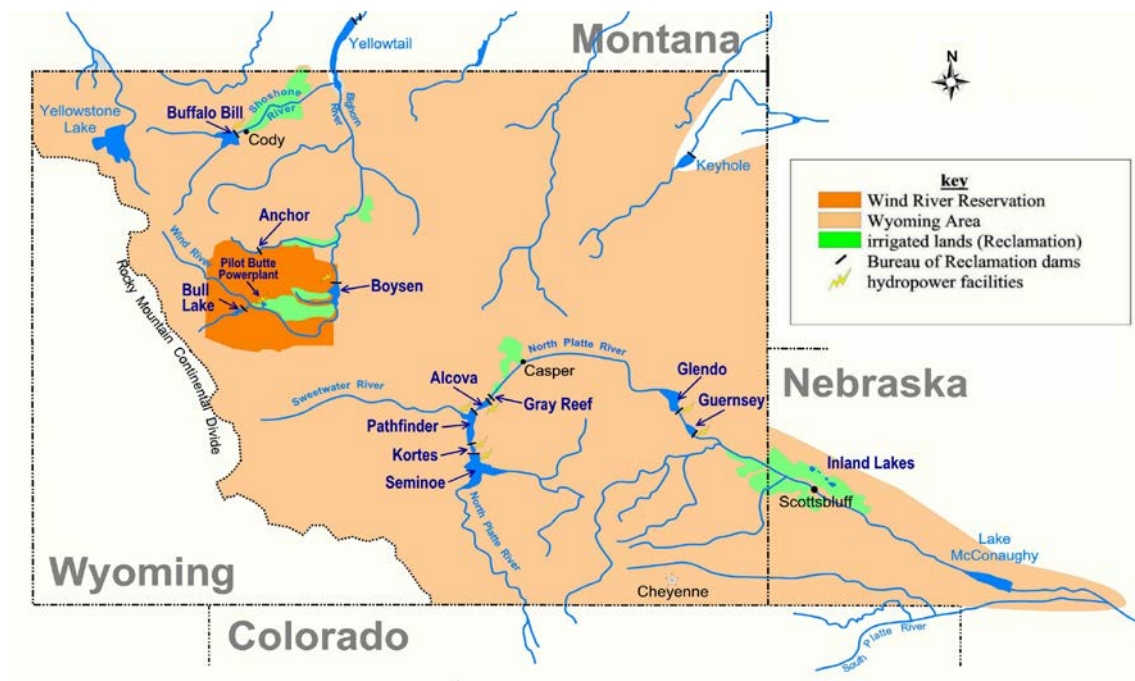 Montana
N
Yellowtail
Yellowstone
Lake
Buffalo Bill
Shoshone
River
Bighorn
River
Cody
Keyhole
key
Wind River Reservation
Wyoming Area
irrigated lands (Reclamation)
Bureau of Reclamation dams
hydropower facilities
Anchor
Wind River
Pilot Butte
Powerplant
Bull
Lake
Boysen
Rocky Mountain Continental Divide
North Platte River
Casper
Sweetwater River
Alcova
Gray Reef
Pathfinder
Kortes
Seminoe
North Platte River
Glendo
Guernsey
Nebraska
Inland Lakes
Scottsbluff
Lake
McConaughy
Wyoming
Cheyenne
Colorado
South Platte River